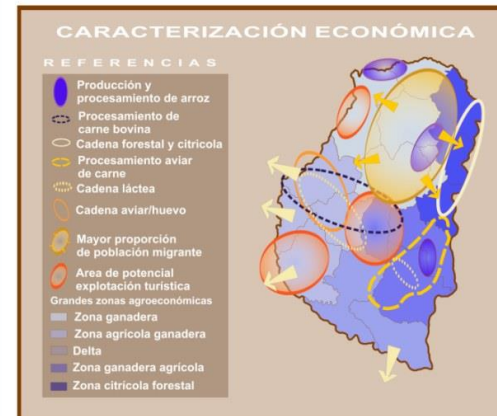 CARACTERIZACIÓN ECONÓMICA
REFERENCIAS
Producción y
procesamiento de arroz
Procesamiento de
carne bovina
Cadena forestal y citricola
Procesamiento aviar
de carne
Cadena láctea
Cadena aviar/huevo
Mayor proporción
de población migrante
Area de potencial
explotación turística
Grandes zonas agroeconómicas
Zona ganadera
Zona agrícola ganadera
Delta
Zona ganadera agrícola
Zona citrícola forestal